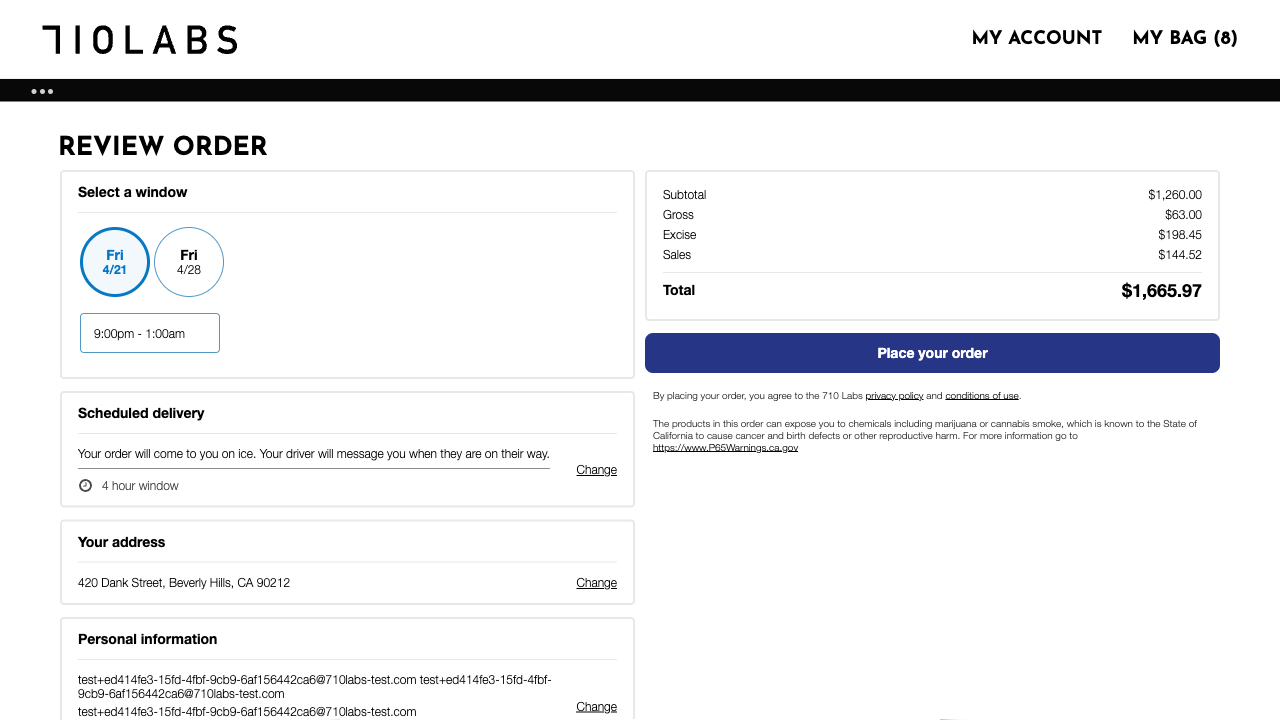 710LABS
MY ACCOUNT
MY BAG (8)
REVIEW ORDER
Select a window
Fri
4/21
Fri
4/28
9:00pm - 1:00am
Scheduled delivery
Your order will come to you on ice. Your driver will message you when they are on their way.
4 hour window
Change
Your address
420 Dank Street, Beverly Hills, CA 90212
Change
Personal information
test+ed414fe3-15fd-4fbf-9cb9-6af156442ca6@710labs-test.com test+ed414fe3-15fd-4fbf-
9cb9-6af156442ca6@710labs-test.com
test+ed414fe3-15fd-4fbf-9cb9-6af156442ca6@710labs-test.com
Change
Subtotal $1,260.00
Gross $63.00
Excise $198.45
Sales $144.52
Total $1,665.97
Place your order
By placing your order, you agree to the 710 Labs privacy policy and conditions of use.
The products in this order can expose you to chemicals including marijuana or cannabis smoke, which is known to the State of
California to cause cancer and birth defects or other reproductive harm. For more information go to
https://www.P65Warnings.ca.gov